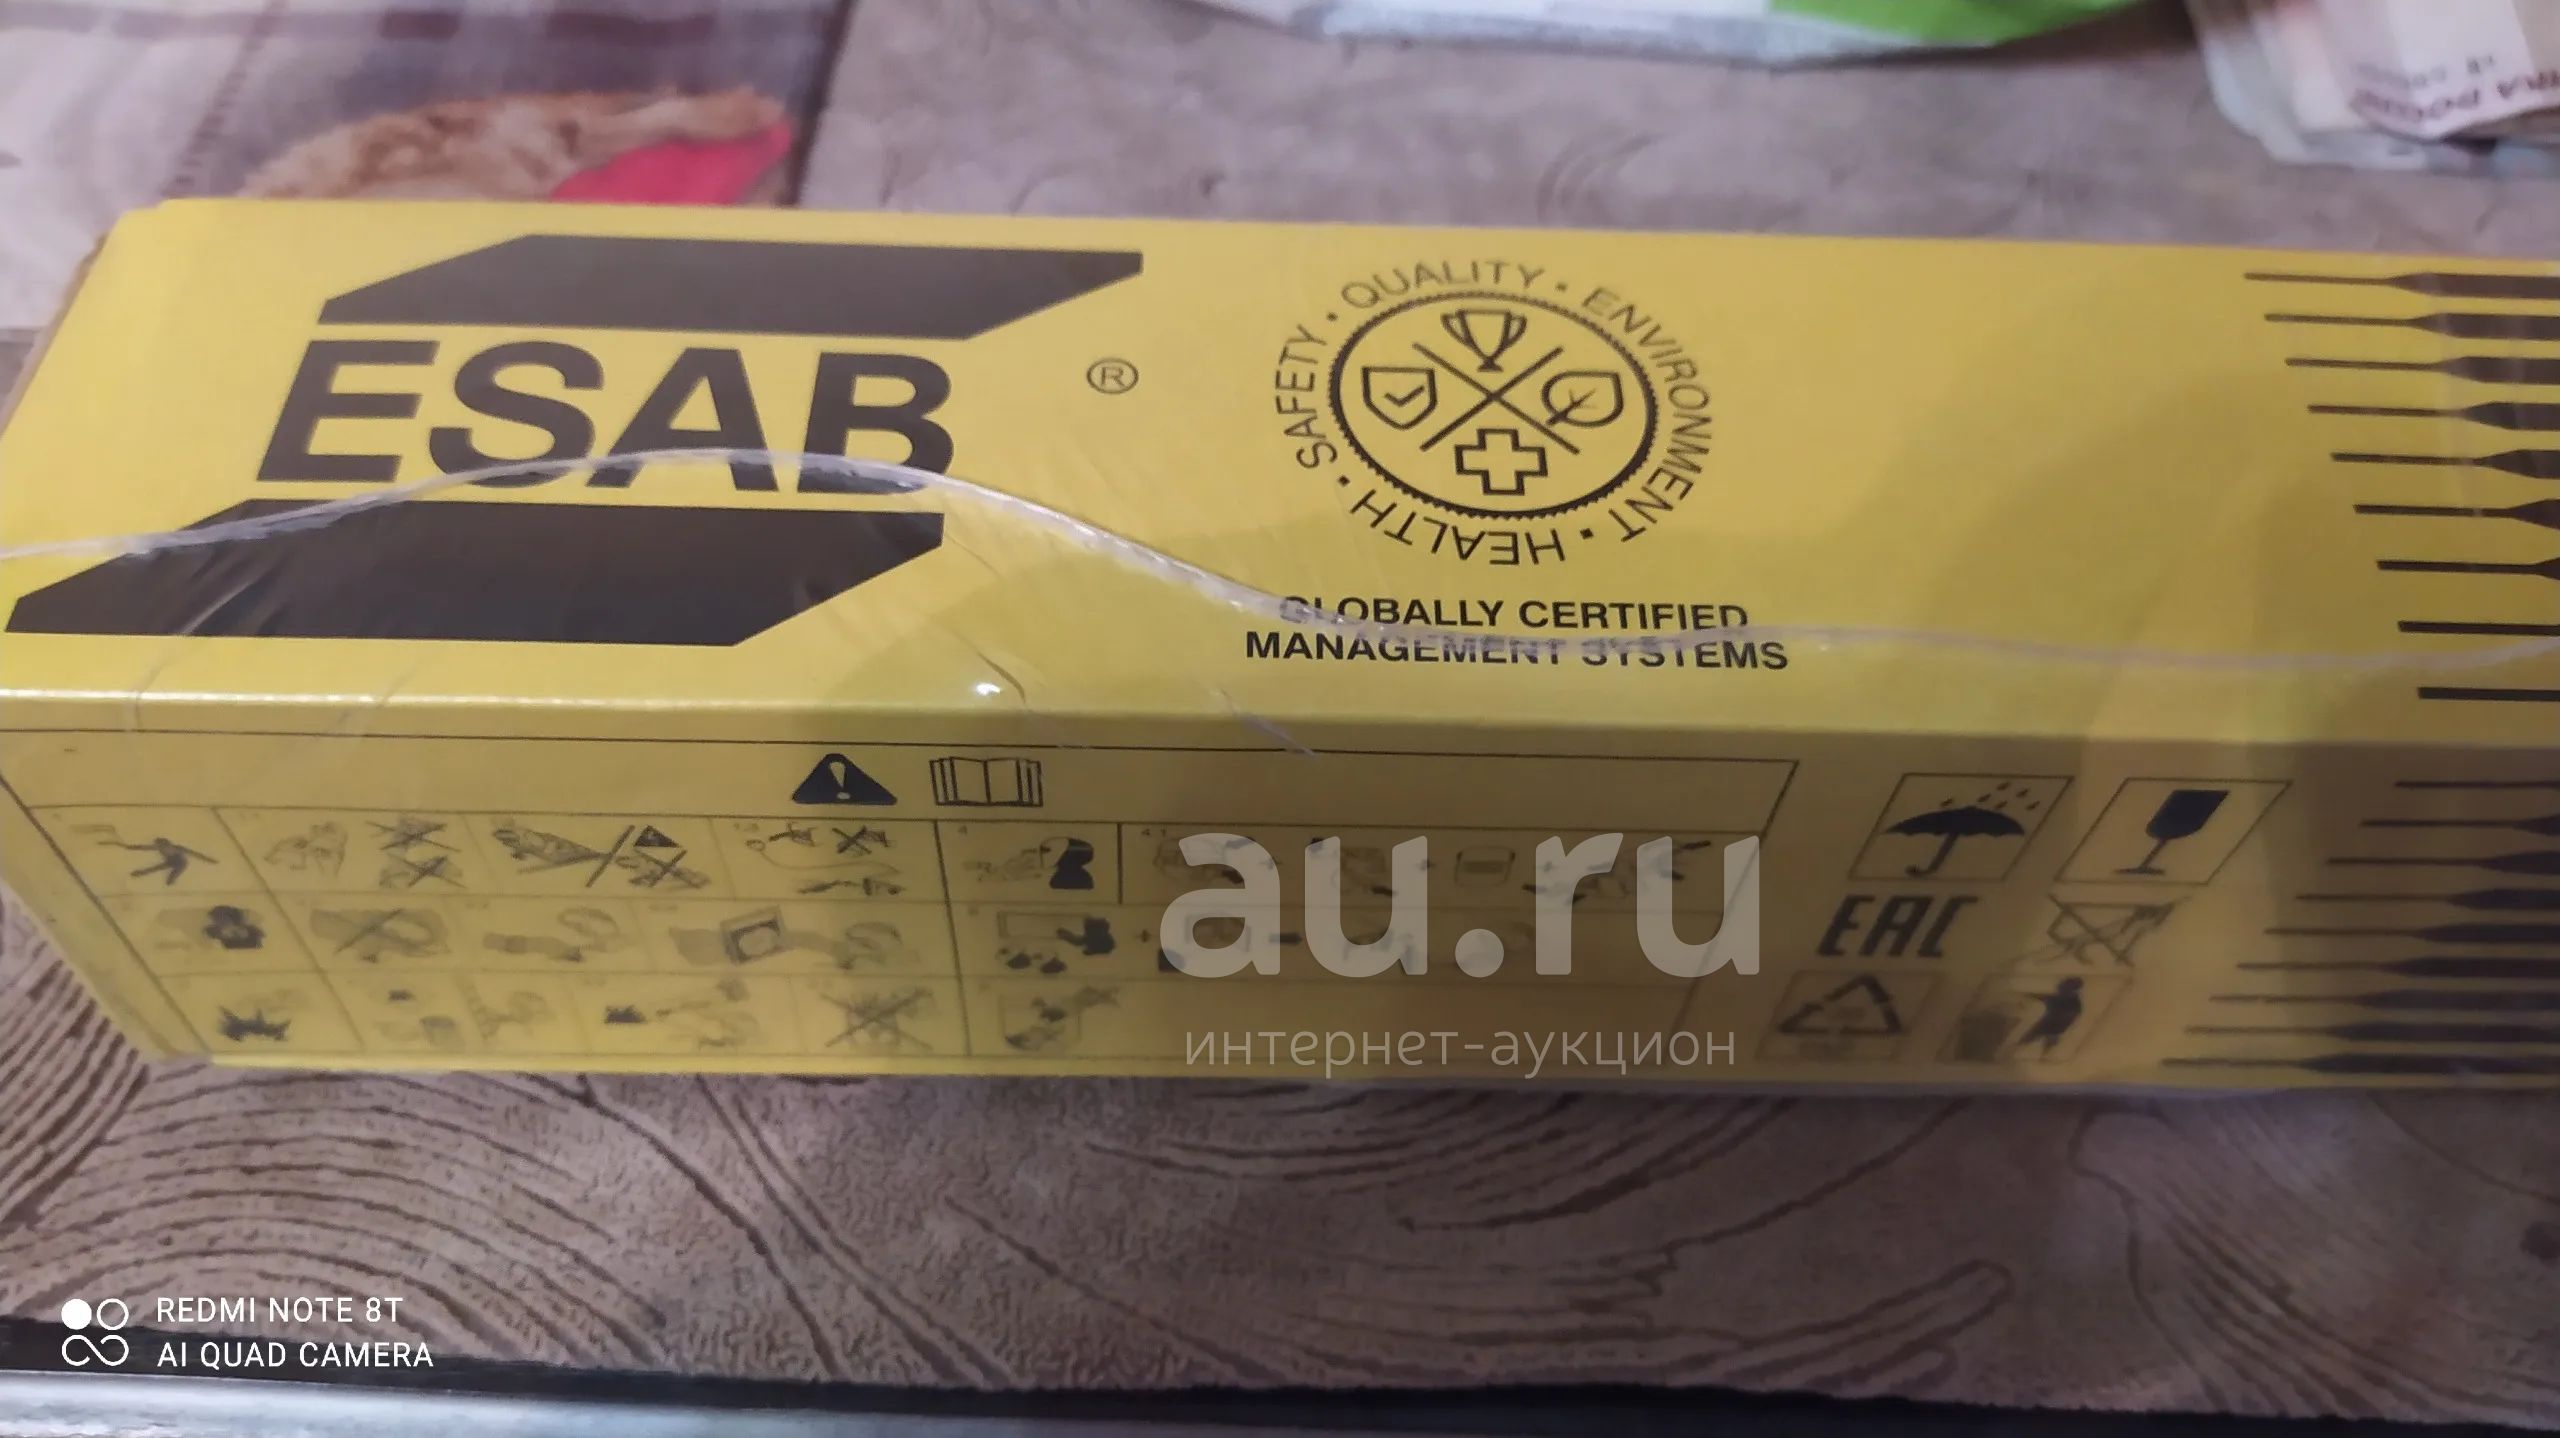 ESAB
®
SAFETY · QUALITY · ENVIRONMENT · HEALTH ·
GLOBALLY CERTIFIED
MANAGEMENT SYSTEMS
EAC
au.ru
интернет-аукцион
REDMI NOTE 8T
AI QUAD CAMERA